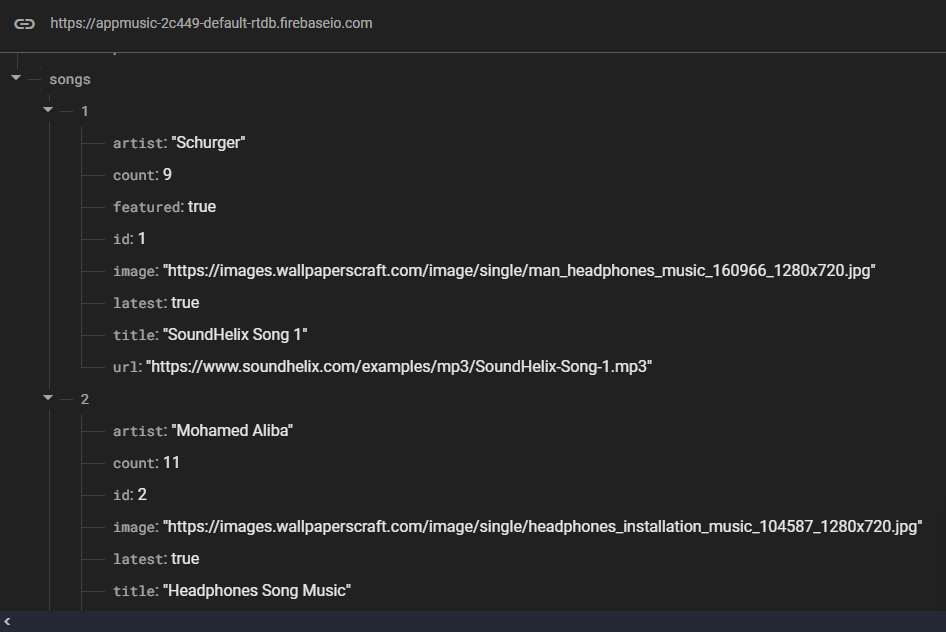 https://appmusic-2c449-default-rtdb.firebaseio.com
songs
1
artist: "Schurger"
count: 9
featured: true
id: 1
image: "https://images.wallpaperscraft.com/image/single/man_headphones_music_160966_1280x720.jpg"
latest: true
title: "SoundHelix Song 1"
url: "https://www.soundhelix.com/examples/mp3/SoundHelix-Song-1.mp3"
2
artist: "Mohamed Aliba"
count: 11
id: 2
image: "https://images.wallpaperscraft.com/image/single/headphones_installation_music_104587_1280x720.jpg"
latest: true
title: "Headphones Song Music"